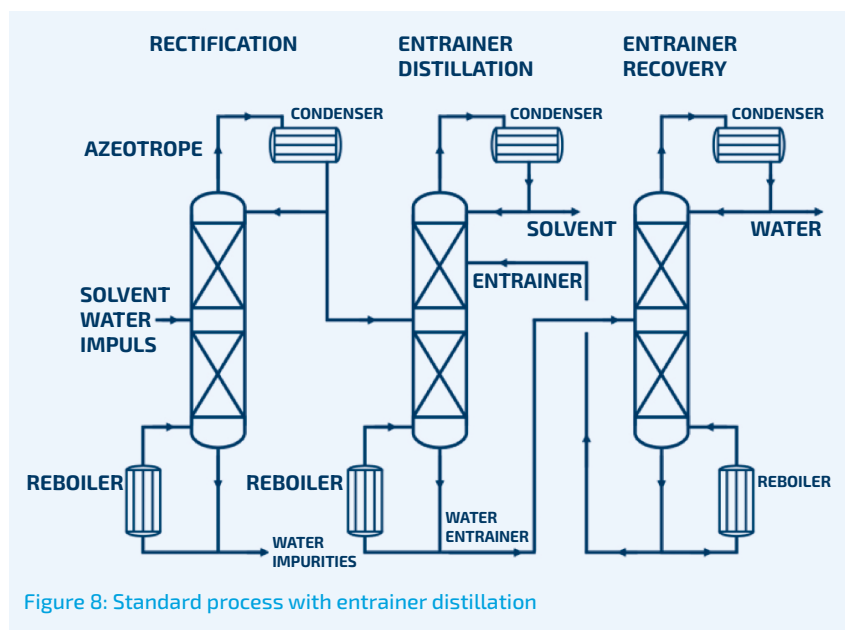 RECTIFICATION
ENTRAINER
DISTILLATION
ENTRAINER
RECOVERY
CONDENSER
CONDENSER
CONDENSER
AZEOTROPE
SOLVENT
WATER
ENTRAINER
SOLVENT
WATER
IMPULS
REBOILER
REBOILER
REBOILER
WATER
ENTRAINER
WATER
IMPURITIES
Figure 8: Standard process with entrainer distillation